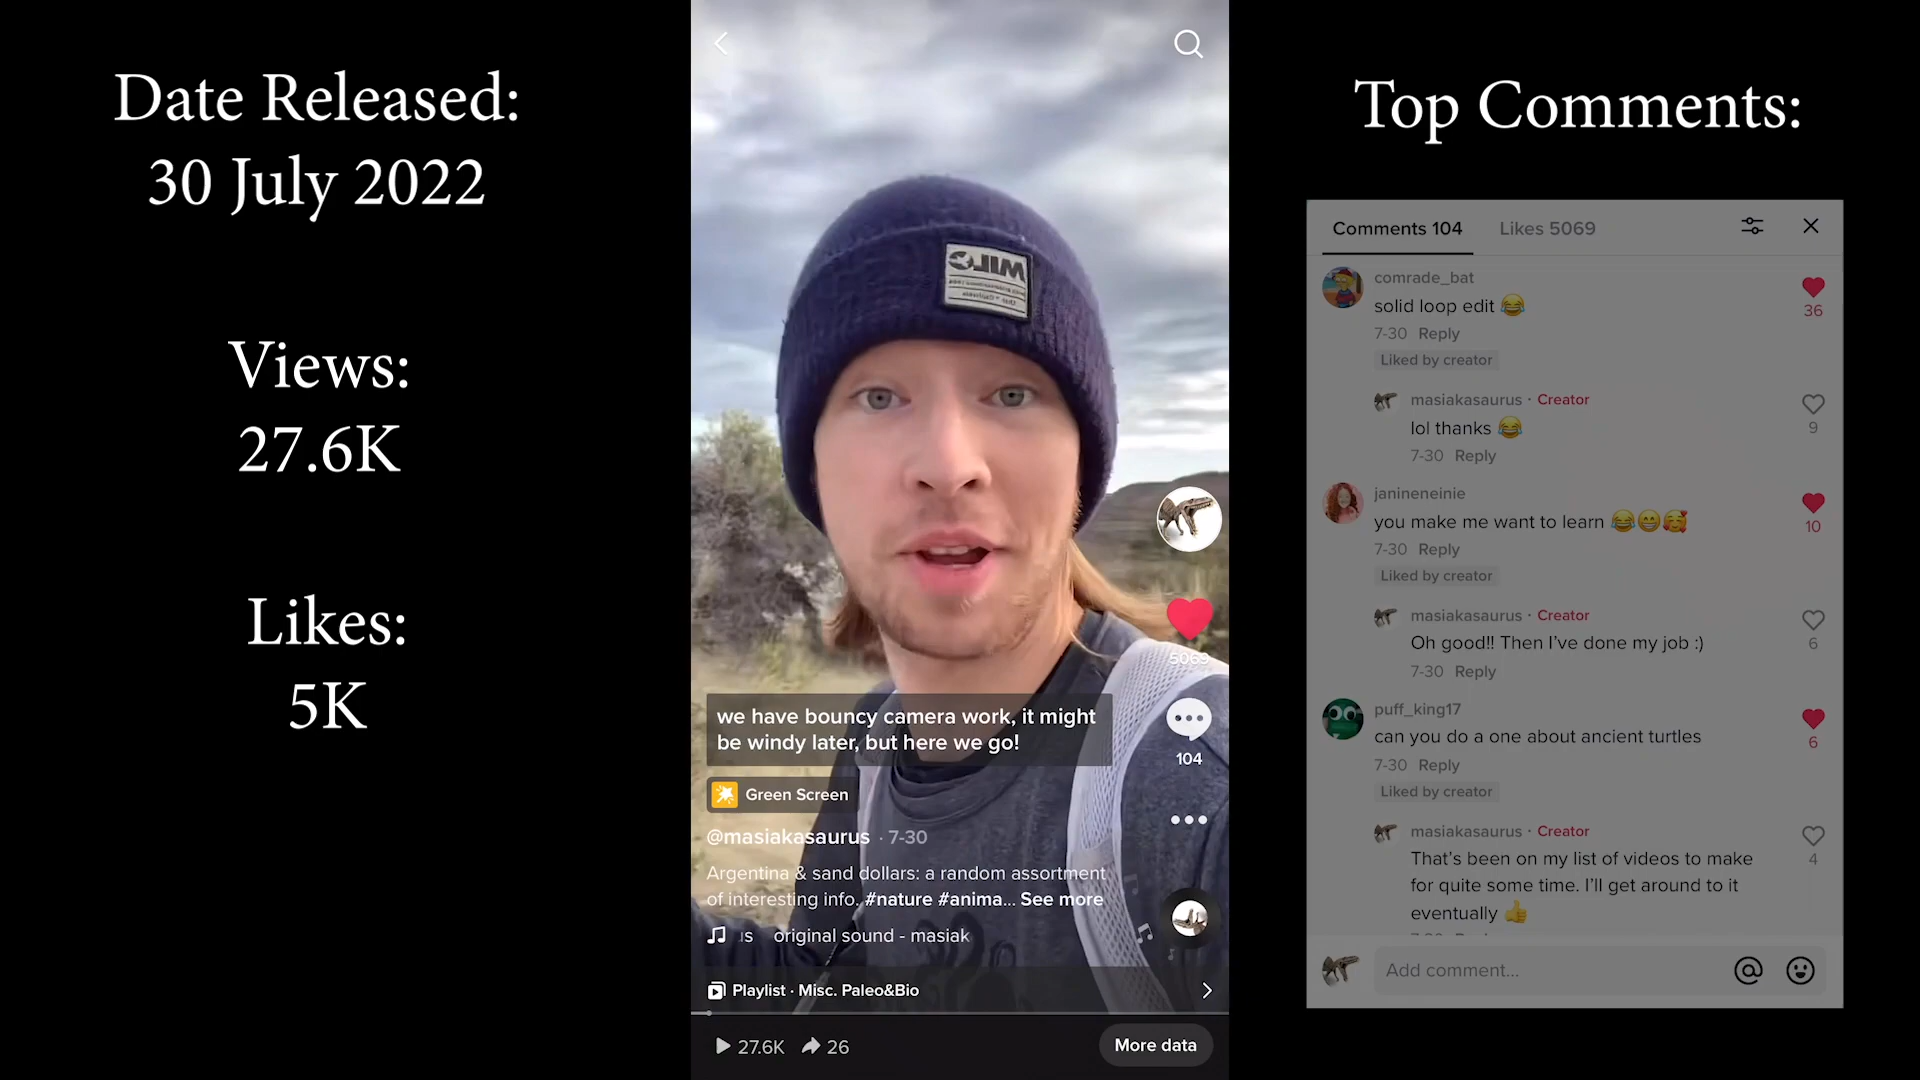 Date Released:
30 July 2022
Views:
27.6K
Likes:
5K
we have bouncy camera work, it might
be windy later, but here we go!
Green Screen
@masiakasaurus · 7-30
Argentina & sand dollars: a random assortment
of interesting info. #nature #anima... See more
us original sound - masiak
Playlist · Misc. Paleo&Bio
27.6K 26
More data
5069
104
Top Comments:
Comments 104 Likes 5069
comrade_bat
solid loop edit 😂
36
7-30 Reply
Liked by creator
masiakasaurus · Creator
lol thanks 😂
9
7-30 Reply
janineneinie
you make me want to learn 😂😁🥰
10
7-30 Reply
Liked by creator
masiakasaurus · Creator
Oh good!! Then I've done my job :)
6
7-30 Reply
puff_king17
can you do a one about ancient turtles
6
7-30 Reply
Liked by creator
masiakasaurus · Creator
That's been on my list of videos to make
for quite some time. I'll get around to it
eventually 👍
4
Add comment...